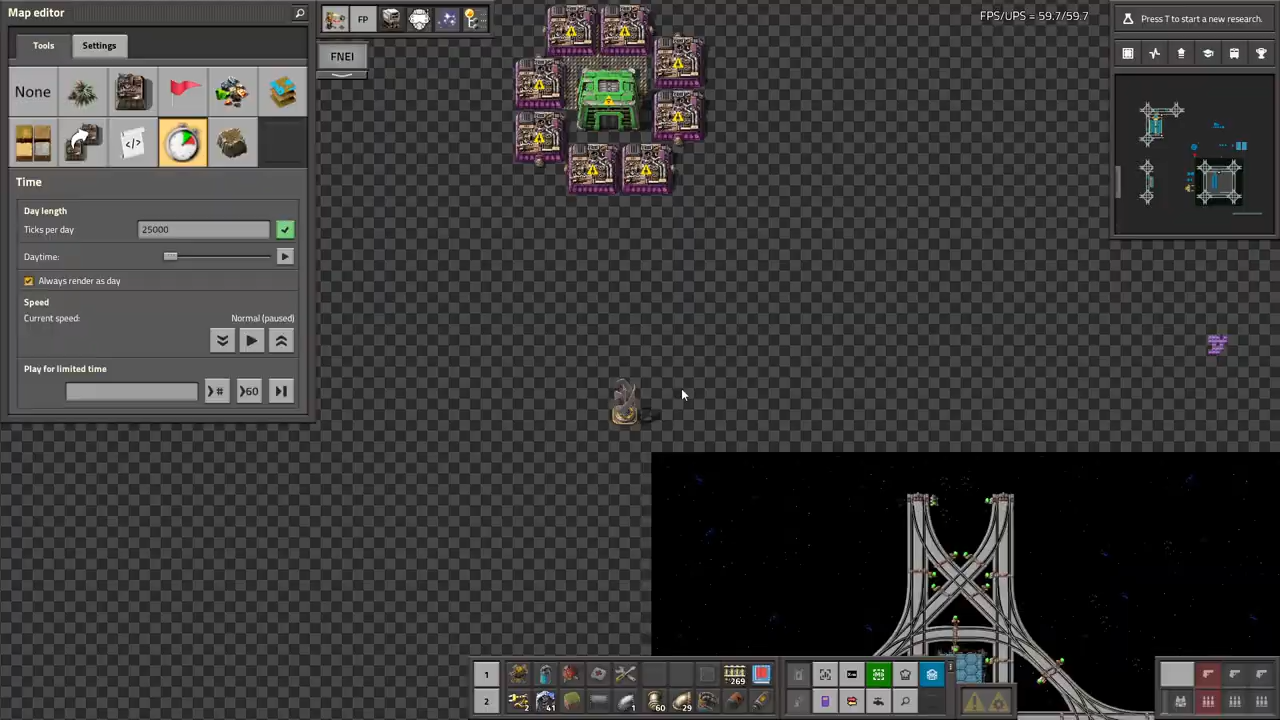 Map editor
FP
FPS/UPS = 59.7/59.7
Press T to start a new research.
Tools
Settings
FNEI
None
</>
Time
Day length
Ticks per day
25000
Daytime:
Always render as day
Speed
Current speed:
Normal (paused)
Play for limited time
#
60
1
269
2
2
41
1
60
29